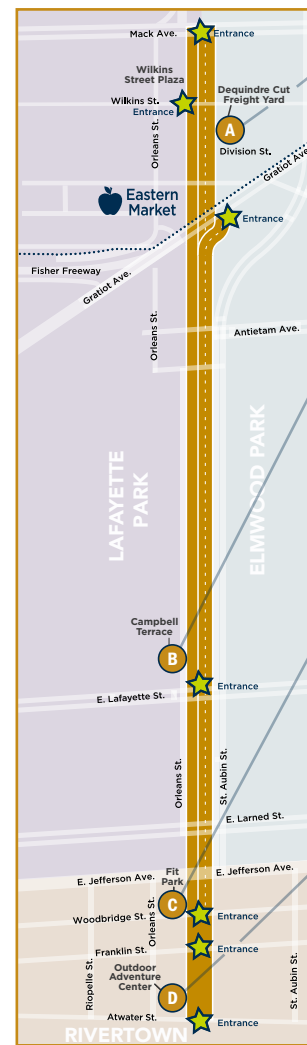 Mack Ave.
Entrance
Wilkins
Street Plaza
Dequindre Cut
Freight Yard
Wilkins St.
Entrance
A
Orleans St.
Division St.
Gratiot Ave
Eastern
Market
Entrance
Fisher Freeway
Gratiot Ave.
Orleans St.
Antietam Ave.
LAFAYETTE
PARK
ELMWOOD PARK
Campbell
Terrace
B
Entrance
E. Lafayette St.
Orleans St.
St. Aubin St.
E. Larned St.
E. Jefferson Ave.
Fit
Park
E. Jefferson Ave.
C
Orleans St.
Woodbridge St.
Entrance
Franklin St.
Entrance
Riopelle St.
St. Aubin St.
Outdoor
Adventure
Center
D
Atwater St.
Entrance
RIVERTOWN